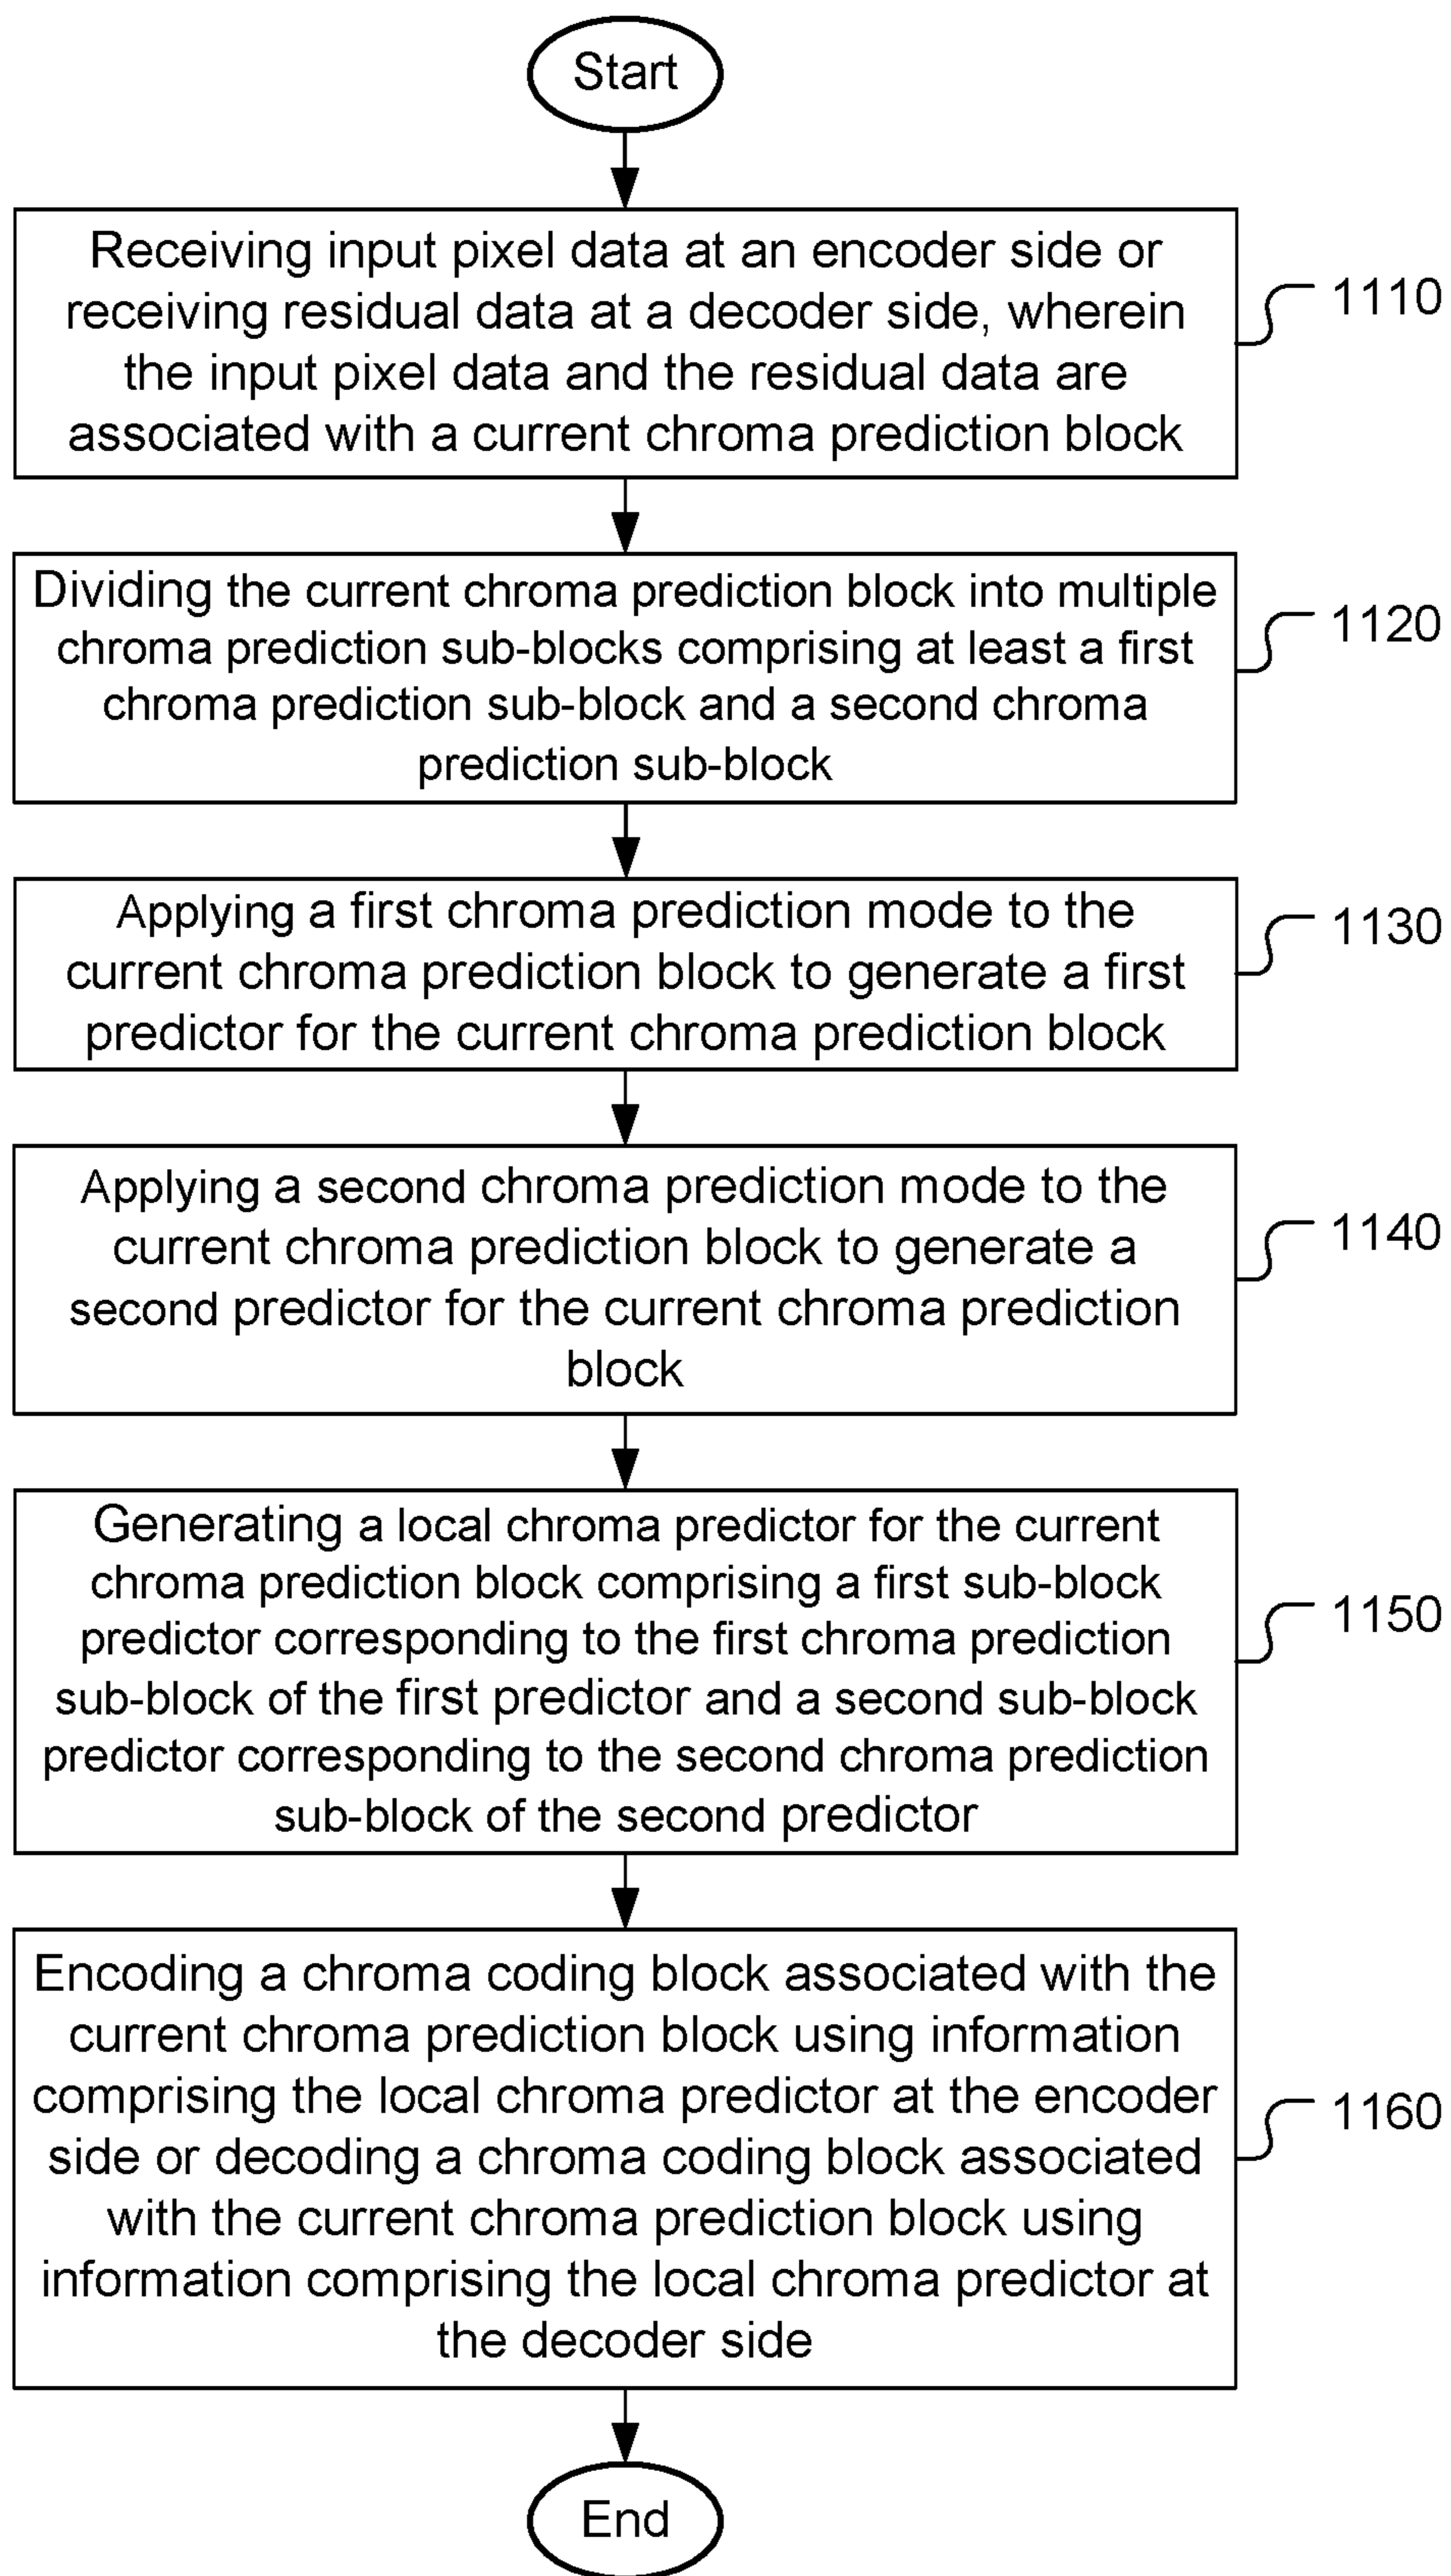 Start
Receiving input pixel data at an encoder side or
receiving residual data at a decoder side, wherein
the input pixel data and the residual data are
associated with a current chroma prediction block
1110
Dividing the current chroma prediction block into multiple
chroma prediction sub-blocks comprising at least a first
chroma prediction sub-block and a second chroma
prediction sub-block
1120
Applying a first chroma prediction mode to the
current chroma prediction block to generate a first
predictor for the current chroma prediction block
1130
Applying a second chroma prediction mode to the
current chroma prediction block to generate a
second predictor for the current chroma prediction
block
1140
Generating a local chroma predictor for the current
chroma prediction block comprising a first sub-block
predictor corresponding to the first chroma prediction
sub-block of the first predictor and a second sub-block
predictor corresponding to the second chroma prediction
sub-block of the second predictor
1150
Encoding a chroma coding block associated with the
current chroma prediction block using information
comprising the local chroma predictor at the encoder
side or decoding a chroma coding block associated
with the current chroma prediction block using
information comprising the local chroma predictor at
the decoder side
1160
End